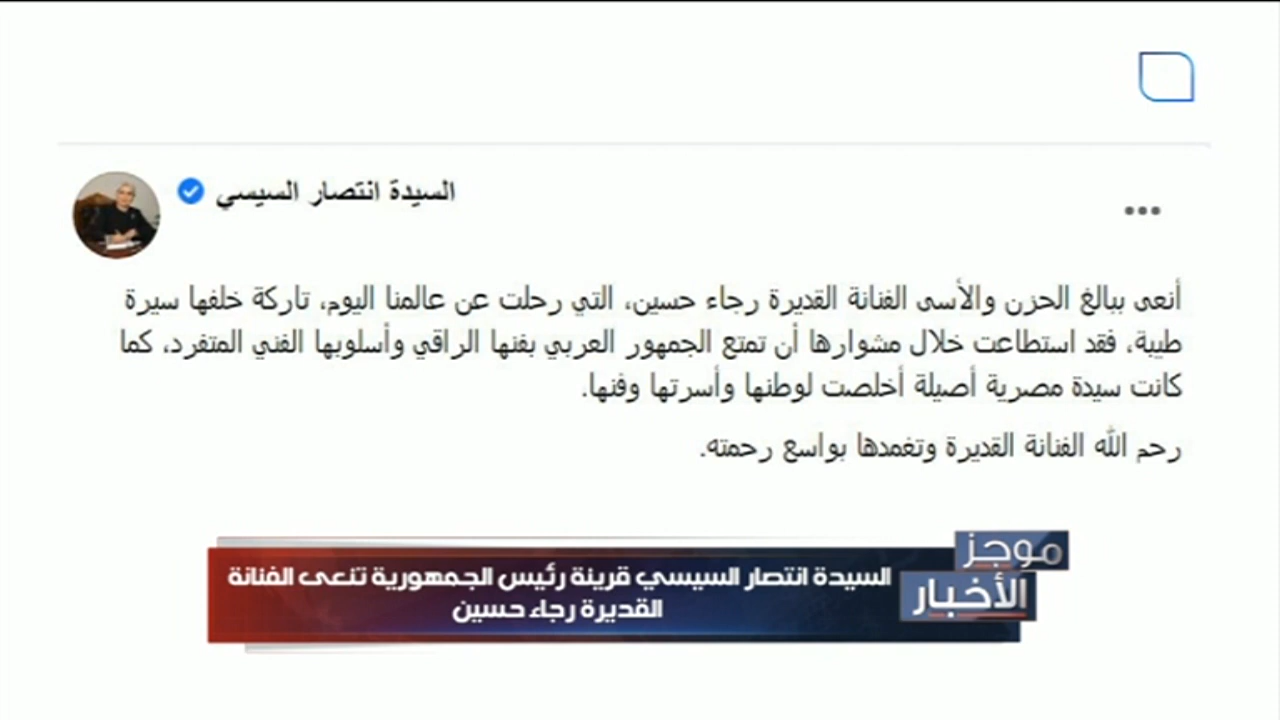 السيدة انتصار السيسي
أنعى ببالغ الحزن والأسى الفنانة القديرة رجاء حسين، التي رحلت عن عالمنا اليوم، تاركة خلفها سيرة
طيبة، فقد استطاعت خلال مشوارها أن تمتع الجمهور العربي بفنها الراقي وأسلوبها الفني المتفرد، كما
كانت سيدة مصرية أصيلة أخلصت لوطنها وأسرتها وفنها.
رحم الله الفنانة القديرة وتغمدها بواسع رحمته.
موجز
الأخبار
السيدة انتصار السيسي قرينة رئيس الجمهورية تنعى الفنانة
القديرة رجاء حسين